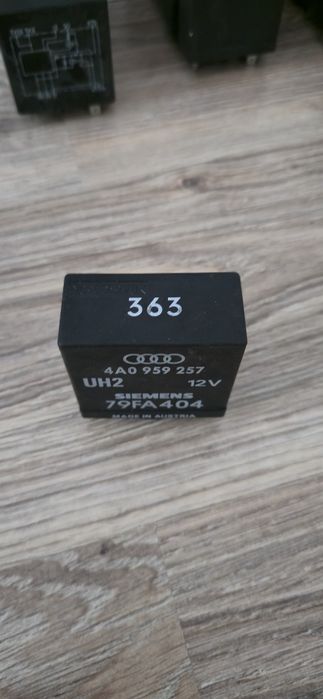 363
4A0 959 257
UH2 12V
SIEMENS
79FA404
MADE IN AUSTRIA